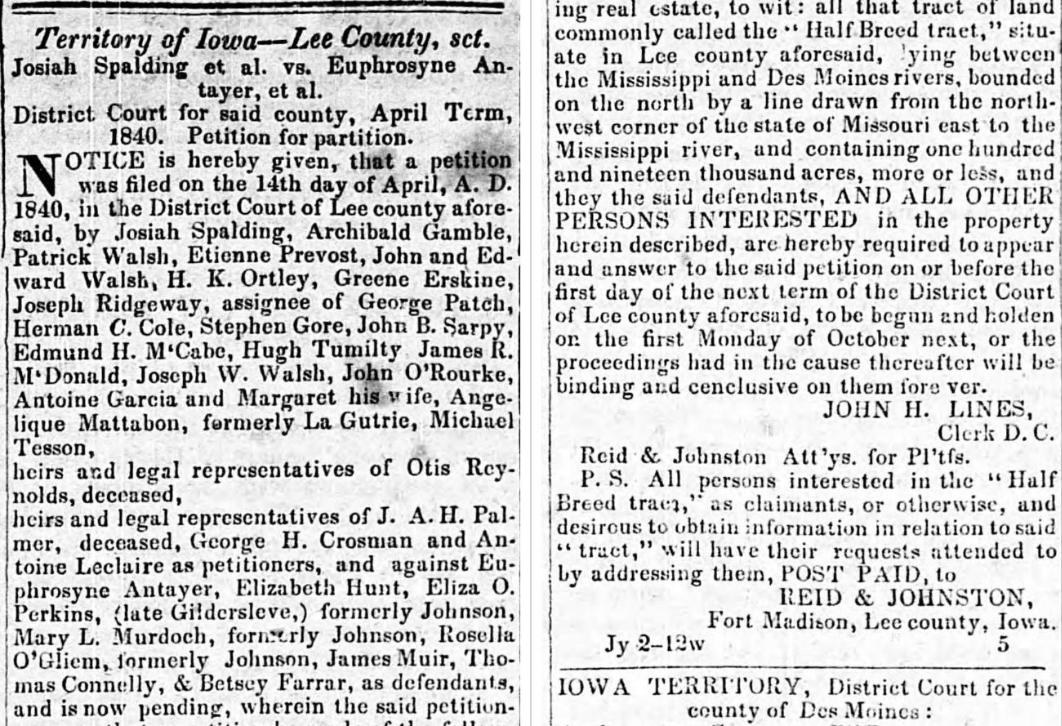 Territory of Iowa—Lee County, sct.
Josiah Spalding et al. vs. Euphrosyne An-
tayer, et al.
District Court for said county, April Term,
1840. Petition for partition.
NOTICE is hereby given, that a petition
was filed on the 14th day of April, A. D.
1840, in the District Court of Lee county afore-
said, by Josiah Spalding, Archibald Gamble,
Patrick Walsh, Etienne Prevost, John and Ed-
ward Walsh, H. K. Ortley, Greene Erskine,
Joseph Ridgeway, assignee of George Patch,
Herman C. Cole, Stephen Gore, John B. Sarpy,
Edmund H. M'Cabe, Hugh Tumilty James R.
M'Donald, Joseph W. Walsh, John O'Rourke,
Antoine Garcia and Margaret his wife, Ange-
lique Mattabon, formerly La Gutrie, Michael
Tesson,
heirs and legal representatives of Otis Rey-
nolds, deceased,
heirs and legal representatives of J. A. H. Pal-
mer, deceased, George H. Crosman and An-
toine Leclaire as petitioners, and against Eu-
phrosyne Antayer, Elizabeth Hunt, Eliza O.
Perkins, (late Gildersleve,) formerly Johnson,
Mary L. Murdoch, formerly Johnson, Rosella
O'Gliem, formerly Johnson, James Muir, Tho-
mas Connelly, & Betsey Farrar, as defendants,
and is now pending, wherein the said petition-
ing real estate, to wit: all that tract of land
commonly called the "Half Breed tract," situ-
ate in Lee county aforesaid, lying between
the Mississippi and Des Moines rivers, bounded
on the north by a line drawn from the north-
west corner of the state of Missouri east to the
Mississippi river, and containing one hundred
and nineteen thousand acres, more or less, and
they the said defendants, AND ALL OTHER
PERSONS INTERESTED in the property
herein described, are hereby required to appear
and answer to the said petition on or before the
first day of the next term of the District Court
of Lee county aforesaid, to be begun and holden
on the first Monday of October next, or the
proceedings had in the cause thereafter will be
binding and cenclusive on them fore ver.
JOHN H. LINES,
Clerk D. C.
Reid & Johnston Att'ys. for Pl'tfs.
P. S. All persons interested in the "Half
Breed tract," as claimants, or otherwise, and
desirous to obtain information in relation to said
"tract," will have their requests attended to
by addressing them, POST PAID, to
REID & JOHNSTON,
Fort Madison, Lee county, Iowa.
Jy 2-12w 5
IOWA TERRITORY, District Court for the
county of Des Moines: